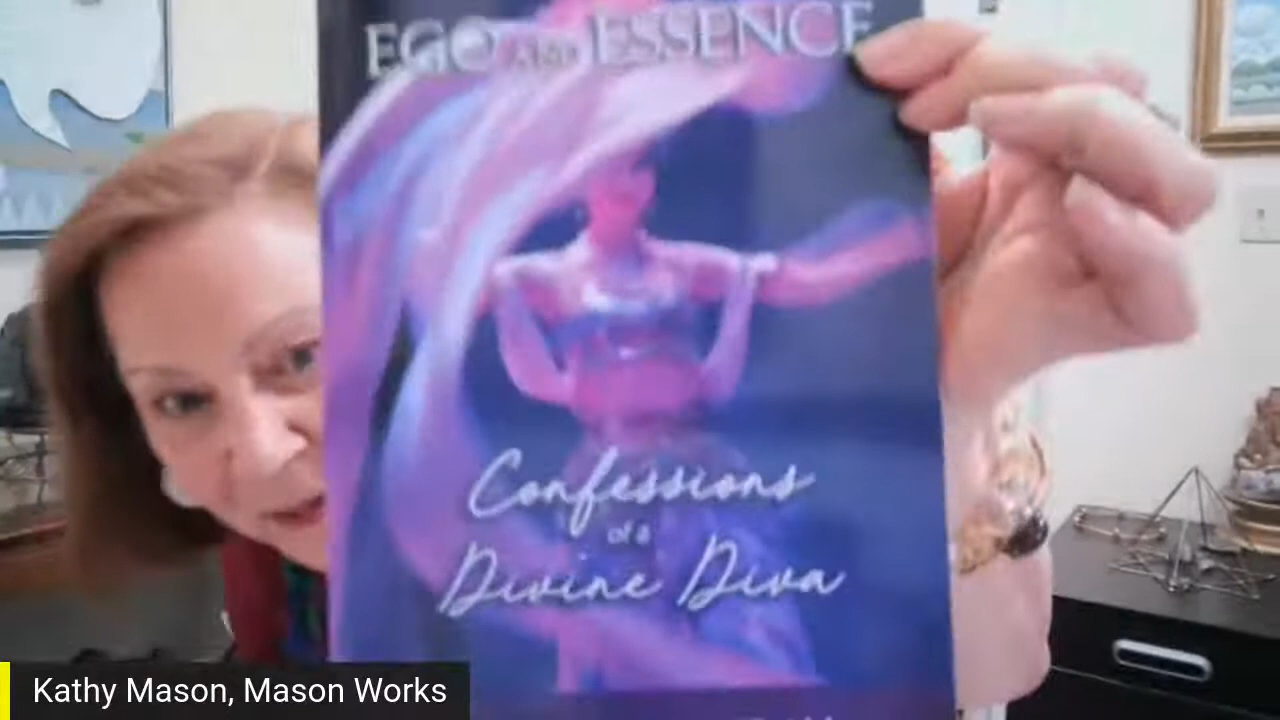 EGO AND ESSENCE
Confessions
of a
Divine Diva
Kathy Mason, Mason Works